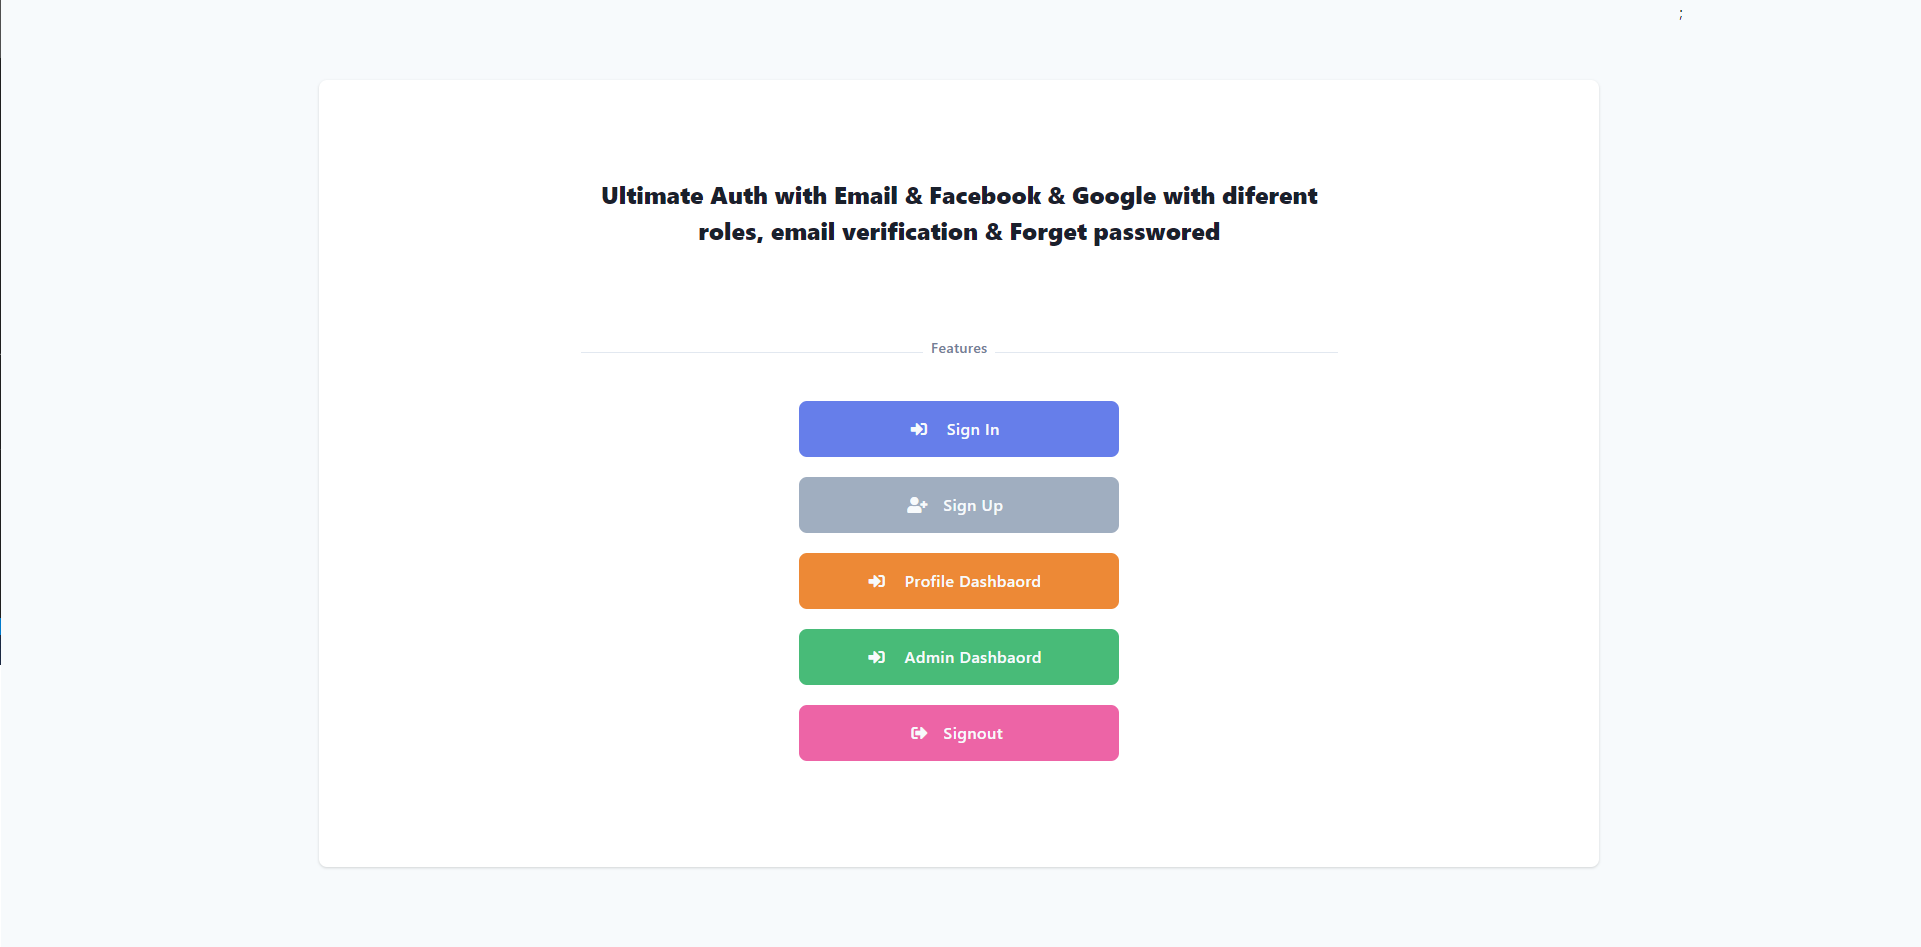 ;
Ultimate Auth with Email & Facebook & Google with diferent
roles, email verification & Forget passwored
Features
Sign In
Sign Up
Profile Dashbaord
Admin Dashbaord
Signout